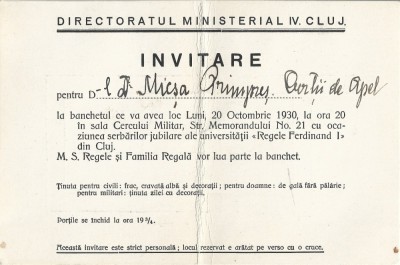 DIRECTORATUL MINISTERIAL IV. CLUJ.
INVITARE
pentru D-l Dr Micșa Primpreș. Curții de Apel
la banchetul ce va avea loc Luni, 20 Octombrie 1930, la ora 20
în sala Cercului Militar, Str. Memorandului No. 21 cu oca-
ziunea serbărilor jubilare ale universității «Regele Ferdinand I»
din Cluj.
M. S. Regele și Familia Regală vor lua parte la banchet.
Ținuta pentru civili: frac, cravată albă și decorații; pentru doamne: de gală fără pălărie;
pentru militari: ținuta zilei cu decorații.
Porțile se închid la ora 19¾.
Această invitare este strict personală; locul rezervat e arătat pe verso cu o cruce.